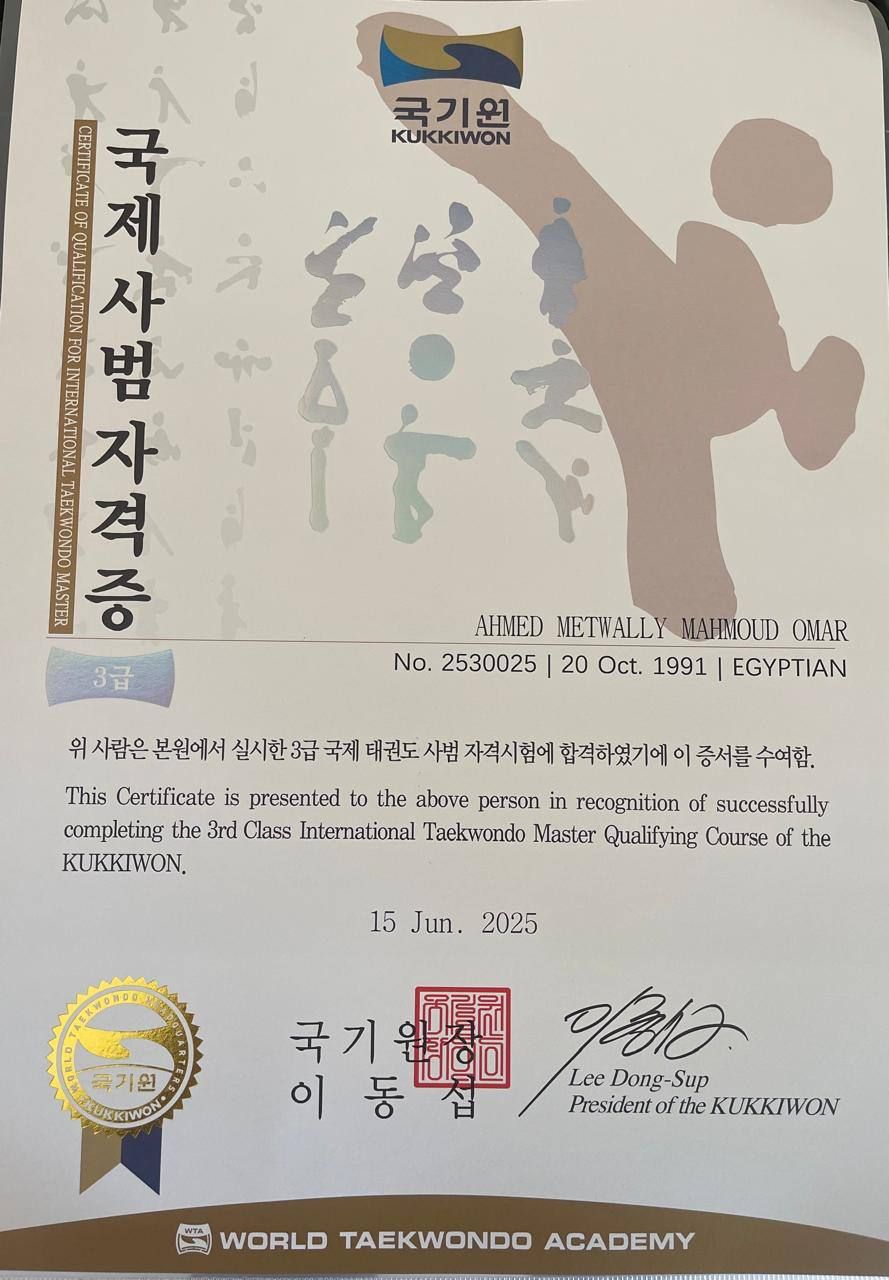 국기원
KUKKIWON
국제사범자격증
CERTIFICATE OF QUALIFICATION FOR INTERNATIONAL TAEKWONDO MASTER
AHMED METWALLY MAHMOUD OMAR
No. 2530025 | 20 Oct. 1991 | EGYPTIAN
3급
위 사람은 본원에서 실시한 3급 국제 태권도 사범 자격시험에 합격하였기에 이 증서를 수여함.
This Certificate is presented to the above person in recognition of successfully
completing the 3rd Class International Taekwondo Master Qualifying Course of the
KUKKIWON.
15 Jun. 2025
국기원장
이동섭
Lee Dong-Sup
President of the KUKKIWON
WORLD TAEKWONDO HEADQUARTERS
국기원
KUKKIWON
WTA
WORLD TAEKWONDO ACADEMY